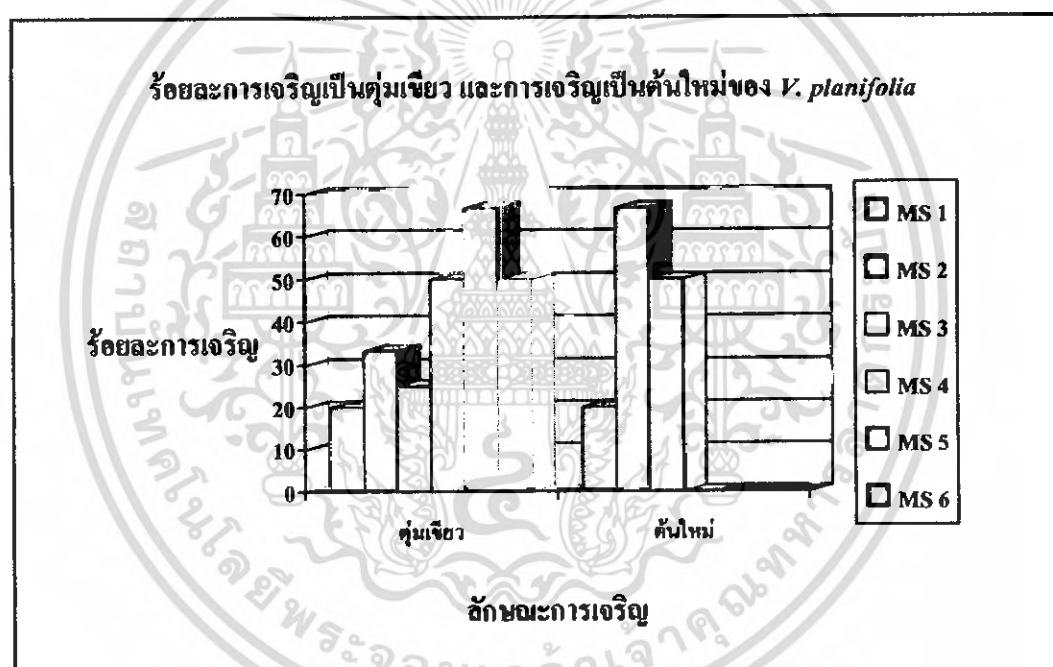 ร้อยละการเจริญเป็นตุ่มเขียว และการเจริญเป็นต้นใหม่ของ V. planifolia
70
60
50
40
30
20
10
0
ร้อยละการเจริญ
ตุ่มเขียว
ต้นใหม่
ลักษณะการเจริญ
MS 1
MS 2
MS 3
MS 4
MS 5
MS 6